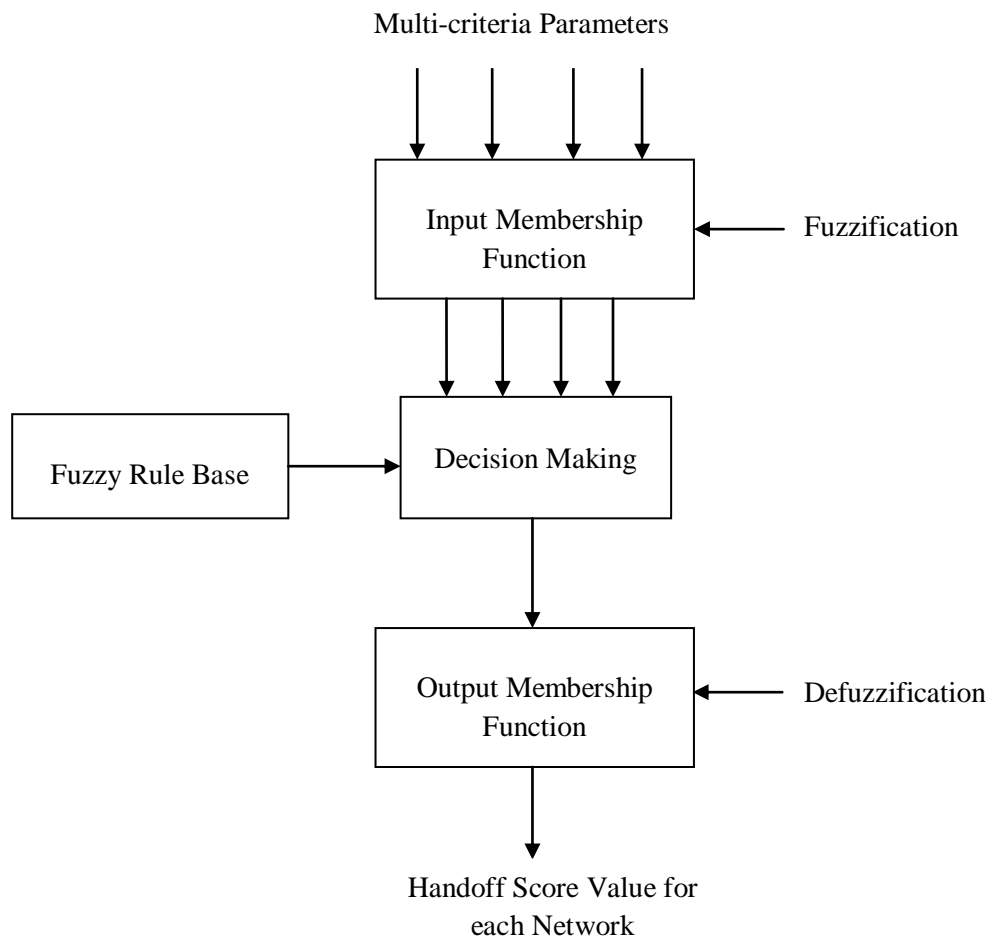 Multi-criteria Parameters
Input Membership
Function
Fuzzification
Fuzzy Rule Base
Decision Making
Output Membership
Function
Defuzzification
Handoff Score Value for
each Network